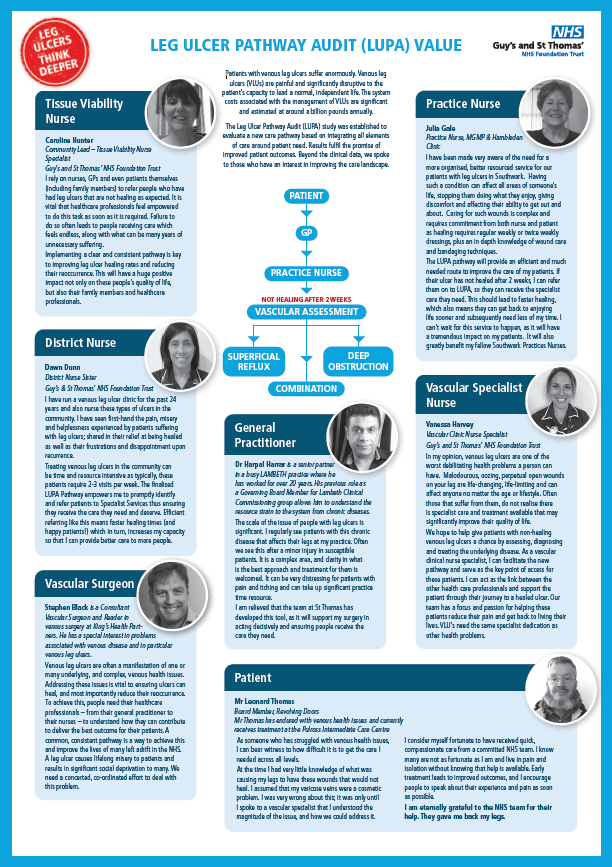 LEG
ULCERS
THINK
DEEPER
LEG ULCER PATHWAY AUDIT (LUPA) VALUE
NHS
Guy's and St Thomas'
NHS Foundation Trust
Patients with venous leg ulcers suffer enormously. Venous leg
ulcers (VLUs) are painful and significantly disruptive to the
patient's capacity to lead a normal, independent life. The system
costs associated with the management of VLUs are significant
and estimated at around a billion pounds annually.
The Leg Ulcer Pathway Audit (LUPA) study was established to
evaluate a new care pathway based on integrating all elements
of care around patient need. Results fulfil the promise of
improved patient outcomes. Beyond the clinical data, we spoke
to those who have an interest in improving the care landscape.
PATIENT
GP
PRACTICE NURSE
NOT HEALING AFTER 2 WEEKS
VASCULAR ASSESSMENT
SUPERFICIAL
REFLUX
DEEP
OBSTRUCTION
COMBINATION
Tissue Viability
Nurse
Caroline Hunter
Community Lead – Tissue Viability Nurse
Specialist
Guy's and St Thomas' NHS Foundation Trust
I rely on nurses, GPs and even patients themselves
(including family members) to refer people who have
had leg ulcers that are not healing as expected. It is
vital that healthcare professionals feel empowered
to do this task as soon as it is required. Failure to
do so often leads to people receiving care which
feels endless, along with what can be many years of
unnecessary suffering.
Implementing a clear and consistent pathway is key
to improving leg ulcer healing rates and reducing
their reoccurrence. This will have a huge positive
impact not only on these people's quality of life,
but also their family members and healthcare
professionals.
District Nurse
Dawn Dunn
District Nurse Sister
Guy's & St Thomas' NHS Foundation Trust
I have run a venous leg ulcer clinic for the past 24
years and also nurse these types of ulcers in the
community. I have seen first-hand the pain, misery
and helplessness experienced by patients suffering
with leg ulcers; shared in their relief at being healed
as well as their frustrations and disappointment upon
recurrence.
Treating venous leg ulcers in the community can
be time and resource intensive as typically, these
patients require 2-3 visits per week. The finalised
LUPA Pathway empowers me to promptly identify
and refer patients to Specialist Services thus ensuring
they receive the care they need and deserve. Efficient
referring like this means faster healing times (and
happy patients!) which in turn, increases my capacity
so that I can provide better care to more people.
Vascular Surgeon
Stephen Black is a Consultant
Vascular Surgeon and Reader in
venous surgery at King's Health Part-
ners. He has a special interest in problems
associated with venous disease and in particular
venous leg ulcers.
Venous leg ulcers are often a manifestation of one or
many underlying, and complex, venous health issues.
Addressing these issues is vital to ensuring ulcers can
heal, and most importantly reduce their reoccurrence.
To achieve this, people need their healthcare
professionals – from their general practitioner to
their nurses – to understand how they can contribute
to deliver the best outcome for their patients. A
common, consistent pathway is a way to achieve this
and improve the lives of many left adrift in the NHS.
A leg ulcer causes lifelong misery to patients and
results in significant social deprivation to many. We
need a concerted, co-ordinated effort to deal with
this problem.
General
Practitioner
Dr Harpal Harrar is a senior partner
in a busy LAMBETH practice where he
has worked for over 20 years. His previous role as
a Governing Board Member for Lambeth Clinical
Commissioning group allows him to understand the
resource strain to the system from chronic diseases.
The scale of the issue of people with leg ulcers is
significant. I regularly see patients with this chronic
disease that affects their legs at my practice. Often
we see this after a minor injury in susceptible
patients. It is a complex area, and clarity in what
is the best approach and treatment for them is
welcomed. It can be very distressing for patients with
pain and itching and can take up significant practice
time resource.
I am relieved that the team at St Thomas has
developed this tool, as it will support my surgery in
acting decisively and ensuring people receive the
care they need.
Practice Nurse
Julia Gale
Practice Nurse, MGMP & Hambleden
Clinic
I have been made very aware of the need for a
more organised, better resourced service for our
patients with leg ulcers in Southwark. Having
such a condition can affect all areas of someone's
life, stopping them doing what they enjoy, giving
discomfort and affecting their ability to get out and
about. Caring for such wounds is complex and
requires commitment from both nurse and patient
as healing requires regular weekly or twice weekly
dressings, plus an in depth knowledge of wound care
and bandaging techniques.
The LUPA pathway will provide an efficient and much
needed route to improve the care of my patients. If
their ulcer has not healed after 2 weeks, I can refer
them on to LUPA, so they can receive the specialist
care they need. This should lead to faster healing,
which also means they can get back to enjoying
life sooner and subsequently need less of my time. I
can't wait for this service to happen, as it will have
a tremendous impact on my patients. It will also
greatly benefit my fellow Southwark Practices Nurses.
Vascular Specialist
Nurse
Vanessa Harvey
Vascular Clinic Nurse Specialist
Guy's and St Thomas' NHS Foundation Trust
In my opinion, venous leg ulcers are one of the
worst debilitating health problems a person can
have. Malodourous, oozing, perpetual open wounds
on your leg are life-changing, life-limiting and can
affect anyone no matter the age or lifestyle. Often
those that suffer from them, do not realise there
is specialist care and treatment available that may
significantly improve their quality of life.
We hope to help give patients with non-healing
venous leg ulcers a chance by assessing, diagnosing
and treating the underlying disease. As a vascular
clinical nurse specialist, I can facilitate the new
pathway and serve as the key point of access for
these patients. I can act as the link between the
other health care professionals and support the
patient through their journey to a healed ulcer. Our
team has a focus and passion for helping these
patients reduce their pain and get back to living their
lives. VLU's need the same specialist dedication as
other health problems.
Patient
Mr Leonard Thomas
Board Member, Revolving Doors
Mr Thomas has endured with venous health issues and currently
receives treatment at the Pulross Intermediate Care Centre
As someone who has struggled with venous health issues,
I can bear witness to how difficult it is to get the care I
needed across all levels.
At the time I had very little knowledge of what was
causing my legs to have these wounds that would not
heal. I assumed that my varicose veins were a cosmetic
problem. I was very wrong about this; it was only until
I spoke to a vascular specialist that I understood the
magnitude of the issue, and how we could address it.
I consider myself fortunate to have received quick,
compassionate care from a committed NHS team. I know
many are not as fortunate as I am and live in pain and
isolation without knowing that help is available. Early
treatment leads to improved outcomes, and I encourage
people to speak about their experience and pain as soon
as possible.
I am eternally grateful to the NHS team for their
help. They gave me back my legs.